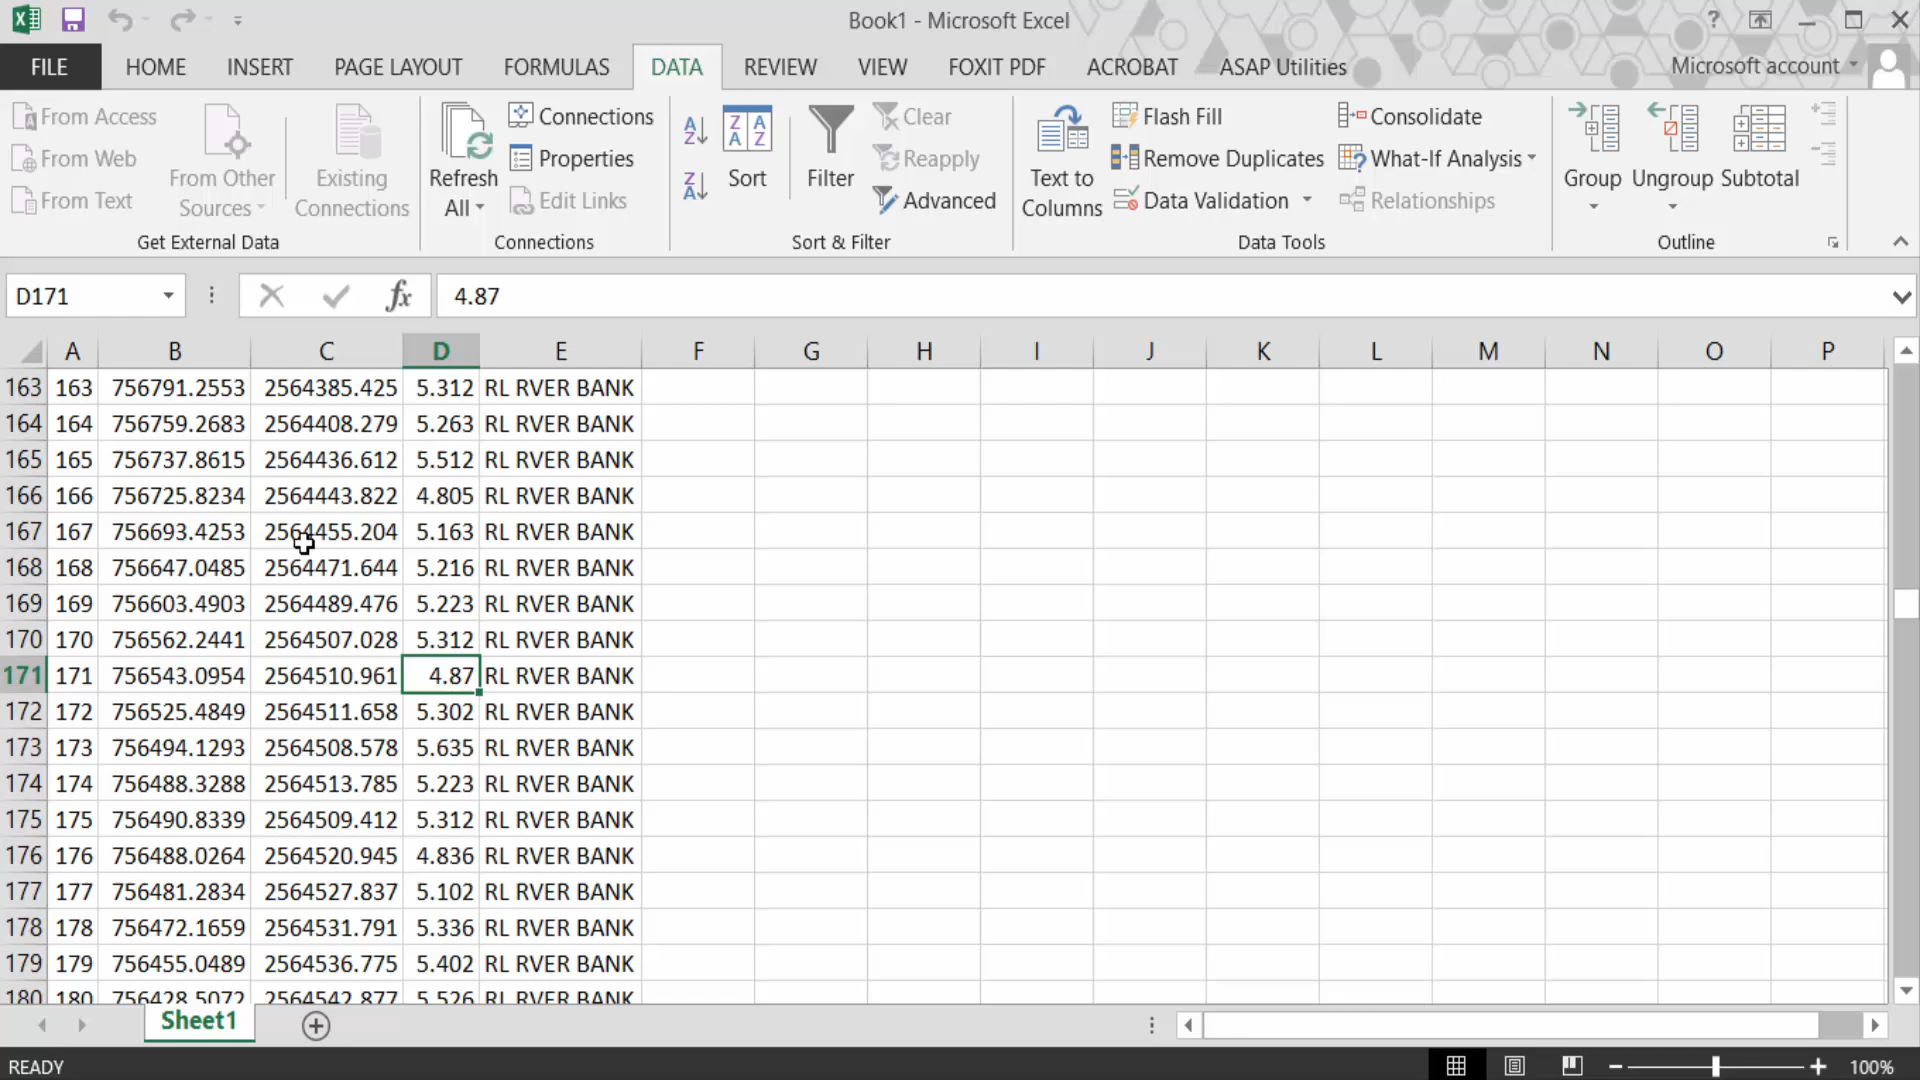 Book1 - Microsoft Excel
?
FILE HOME INSERT PAGE LAYOUT FORMULAS DATA REVIEW VIEW FOXIT PDF ACROBAT ASAP Utilities Microsoft account
From Access
From Web
From Text
From Other Sources
Existing Connections
Get External Data
Refresh All
Connections
Properties
Edit Links
Connections
Sort
Filter
Clear
Reapply
Advanced
Sort & Filter
Text to Columns
Flash Fill
Remove Duplicates
Data Validation
Consolidate
What-If Analysis
Relationships
Data Tools
Group
Ungroup
Subtotal
Outline
D171 fx 4.87
A B C D E F G H I J K L M N O P
163 163 756791.2553 2564385.425 5.312 RL RVER BANK
164 164 756759.2683 2564408.279 5.263 RL RVER BANK
165 165 756737.8615 2564436.612 5.512 RL RVER BANK
166 166 756725.8234 2564443.822 4.805 RL RVER BANK
167 167 756693.4253 2564455.204 5.163 RL RVER BANK
168 168 756647.0485 2564471.644 5.216 RL RVER BANK
169 169 756603.4903 2564489.476 5.223 RL RVER BANK
170 170 756562.2441 2564507.028 5.312 RL RVER BANK
171 171 756543.0954 2564510.961 4.87 RL RVER BANK
172 172 756525.4849 2564511.658 5.302 RL RVER BANK
173 173 756494.1293 2564508.578 5.635 RL RVER BANK
174 174 756488.3288 2564513.785 5.223 RL RVER BANK
175 175 756490.8339 2564509.412 5.312 RL RVER BANK
176 176 756488.0264 2564520.945 4.836 RL RVER BANK
177 177 756481.2834 2564527.837 5.102 RL RVER BANK
178 178 756472.1659 2564531.791 5.336 RL RVER BANK
179 179 756455.0489 2564536.775 5.402 RL RVER BANK
180 180 756428.5072 2564542.877 5.526 RL RVER BANK
Sheet1
READY 100%